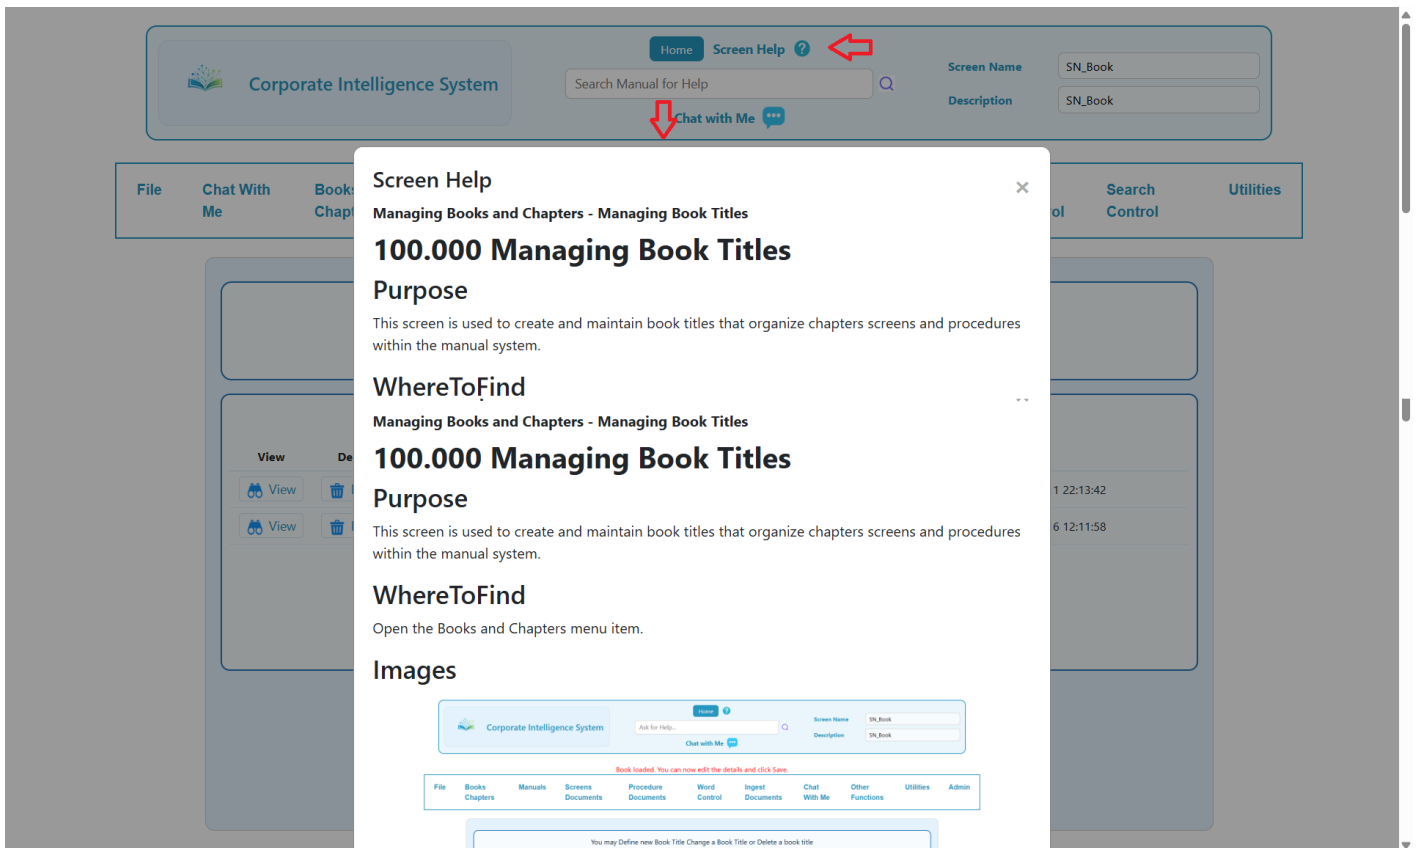 Home Screen Help ?
Corporate Intelligence System
Search Manual for Help
Chat with Me
Screen Name SN_Book
Description SN_Book
File Chat With Me Search Control Utilities
Screen Help
Managing Books and Chapters - Managing Book Titles
100.000 Managing Book Titles
Purpose
This screen is used to create and maintain book titles that organize chapters screens and procedures
within the manual system.
WhereToFind
Managing Books and Chapters - Managing Book Titles
100.000 Managing Book Titles
Purpose
This screen is used to create and maintain book titles that organize chapters screens and procedures
within the manual system.
WhereToFind
Open the Books and Chapters menu item.
Images
Home ?
Corporate Intelligence System
Ask for Help...
Chat with Me
Screen Name SN_Book
Description SN_Book
Book loaded. You can now edit the details and click Save.
File Books Chapters Manuals Screens Documents Procedure Documents Word Control Ingest Documents Chat With Me Other Functions Utilities Admin
You may Define new Book Title Change a Book Title or Delete a book title
View
View 1 22:13:42
View 6 12:11:58